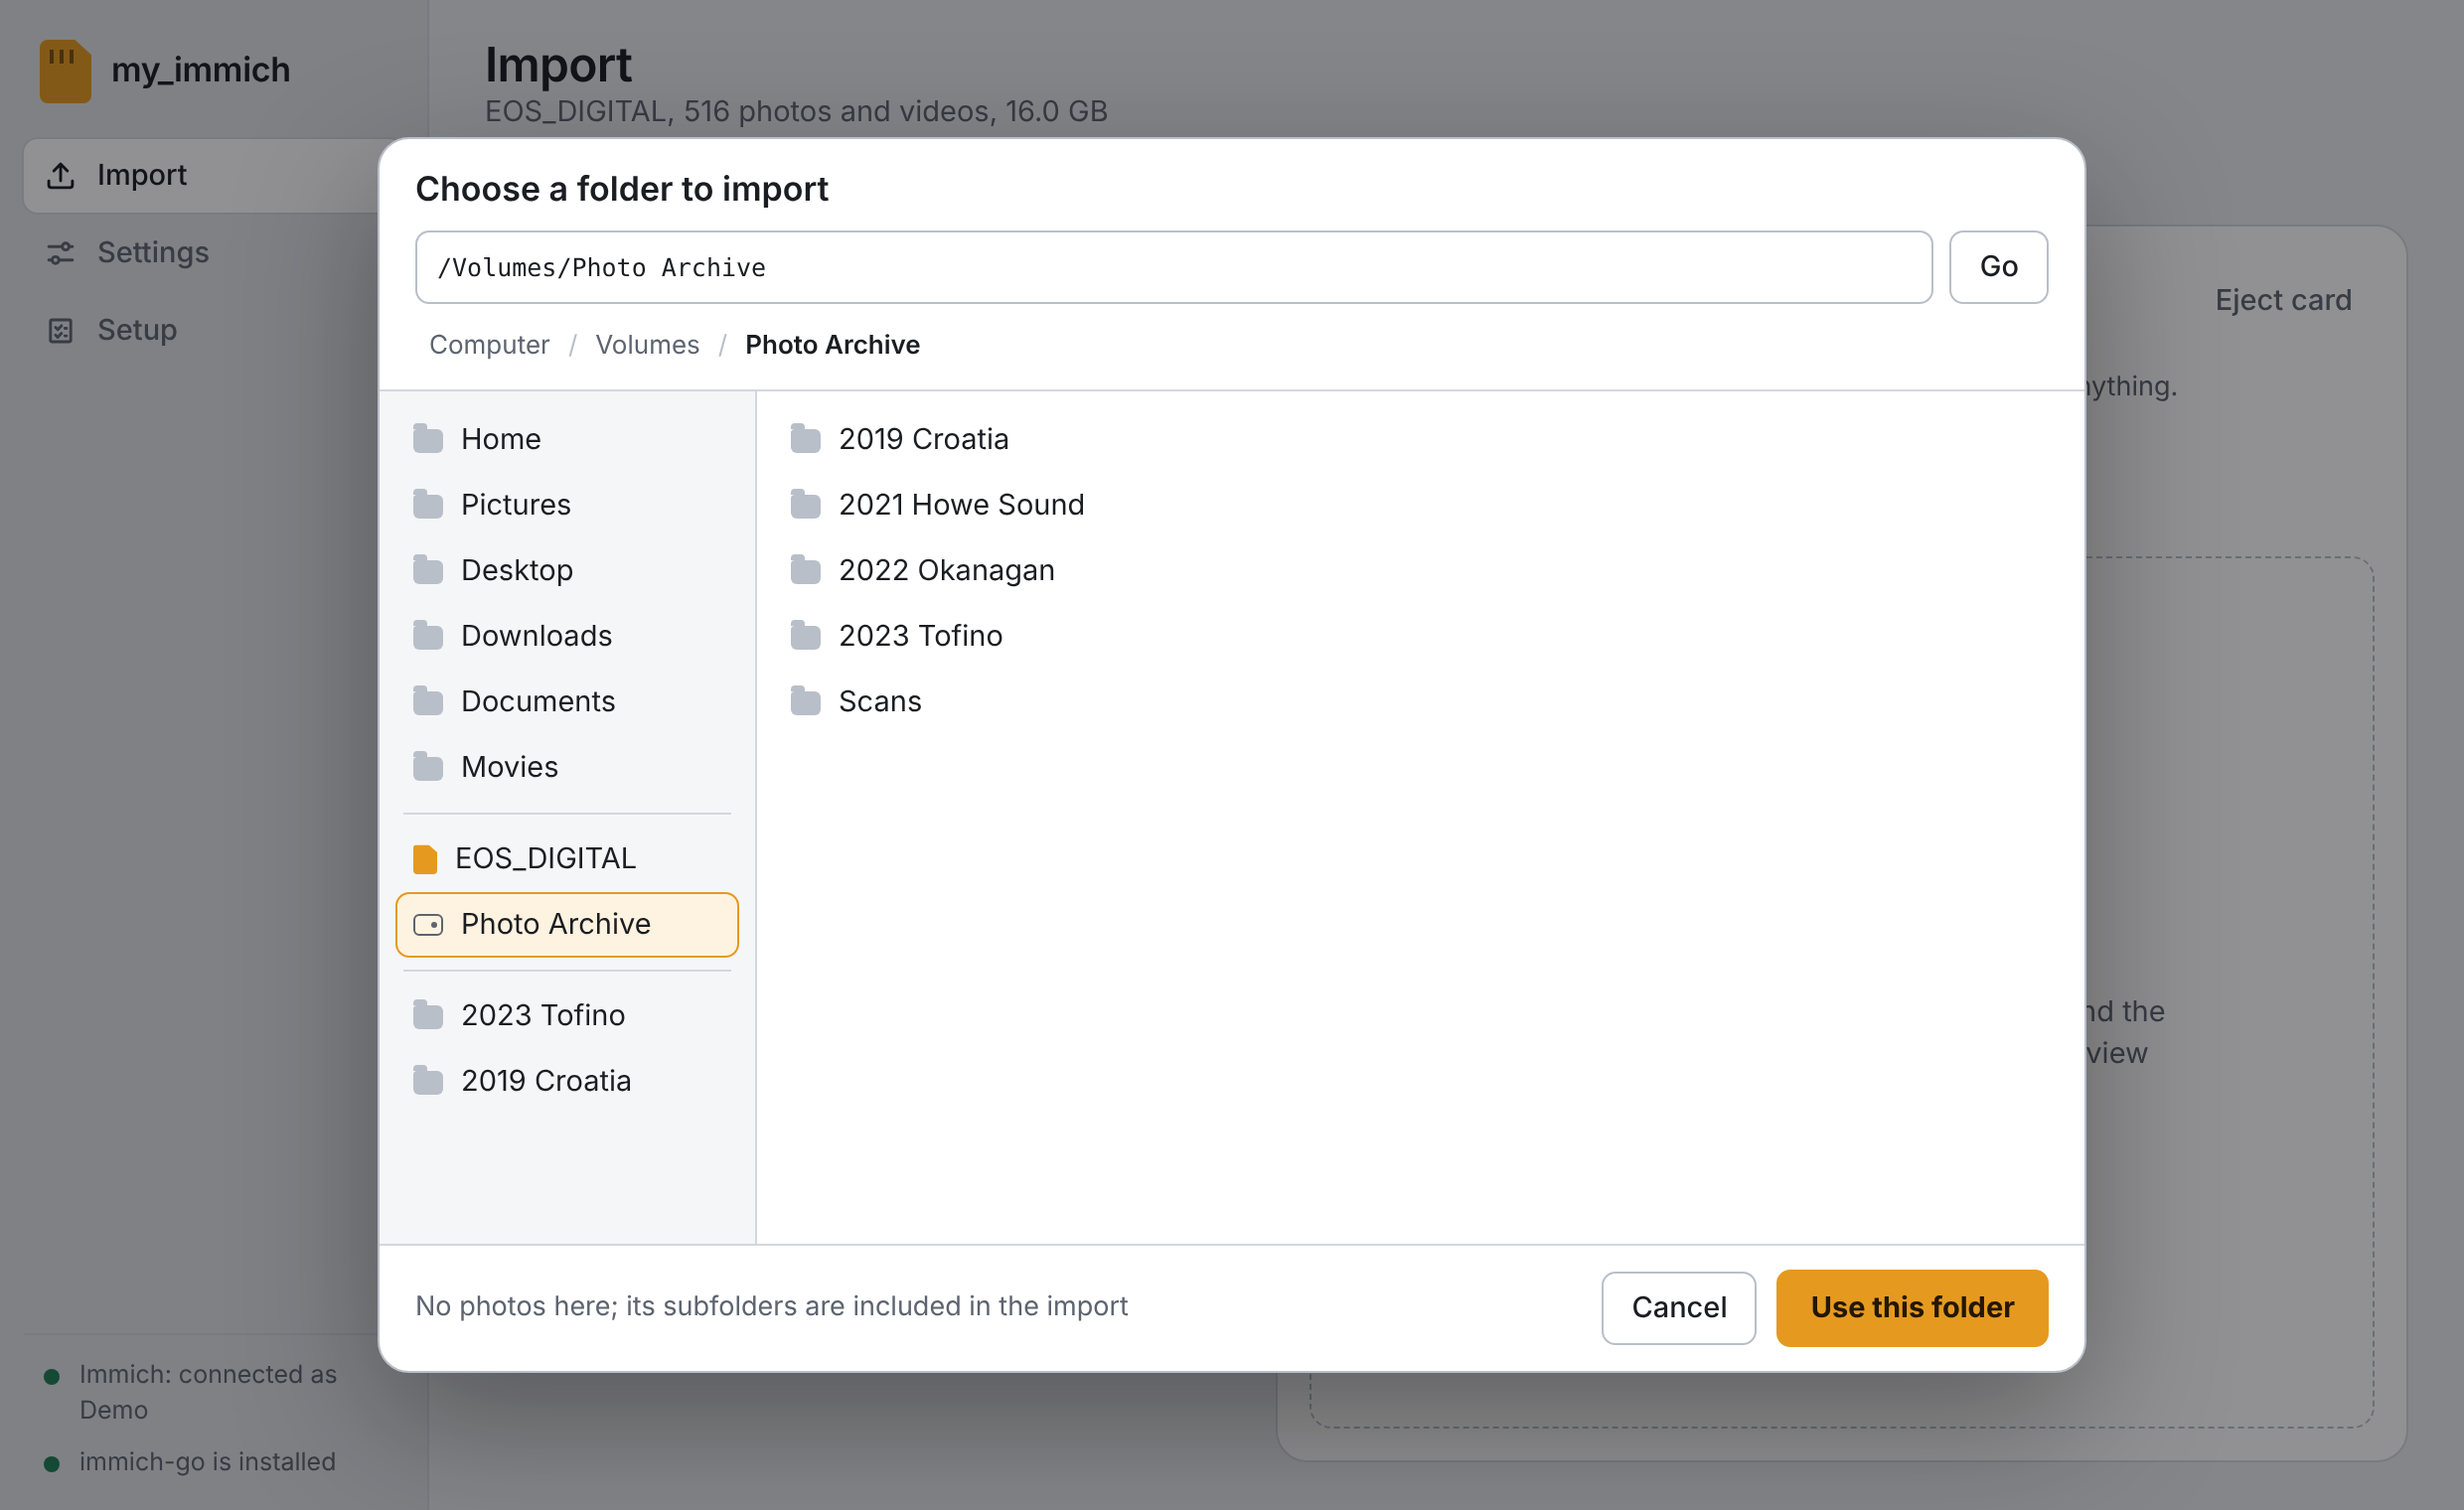 my_immich
Import
Settings
Setup
Import
EOS_DIGITAL, 516 photos and videos, 16.0 GB
Eject card
Choose a folder to import
/Volumes/Photo Archive
Go
Computer / Volumes / Photo Archive
Home
Pictures
Desktop
Downloads
Documents
Movies
EOS_DIGITAL
Photo Archive
2023 Tofino
2019 Croatia
2019 Croatia
2021 Howe Sound
2022 Okanagan
2023 Tofino
Scans
the
view
No photos here; its subfolders are included in the import
Cancel
Use this folder
Immich: connected as
Demo
immich-go is installed